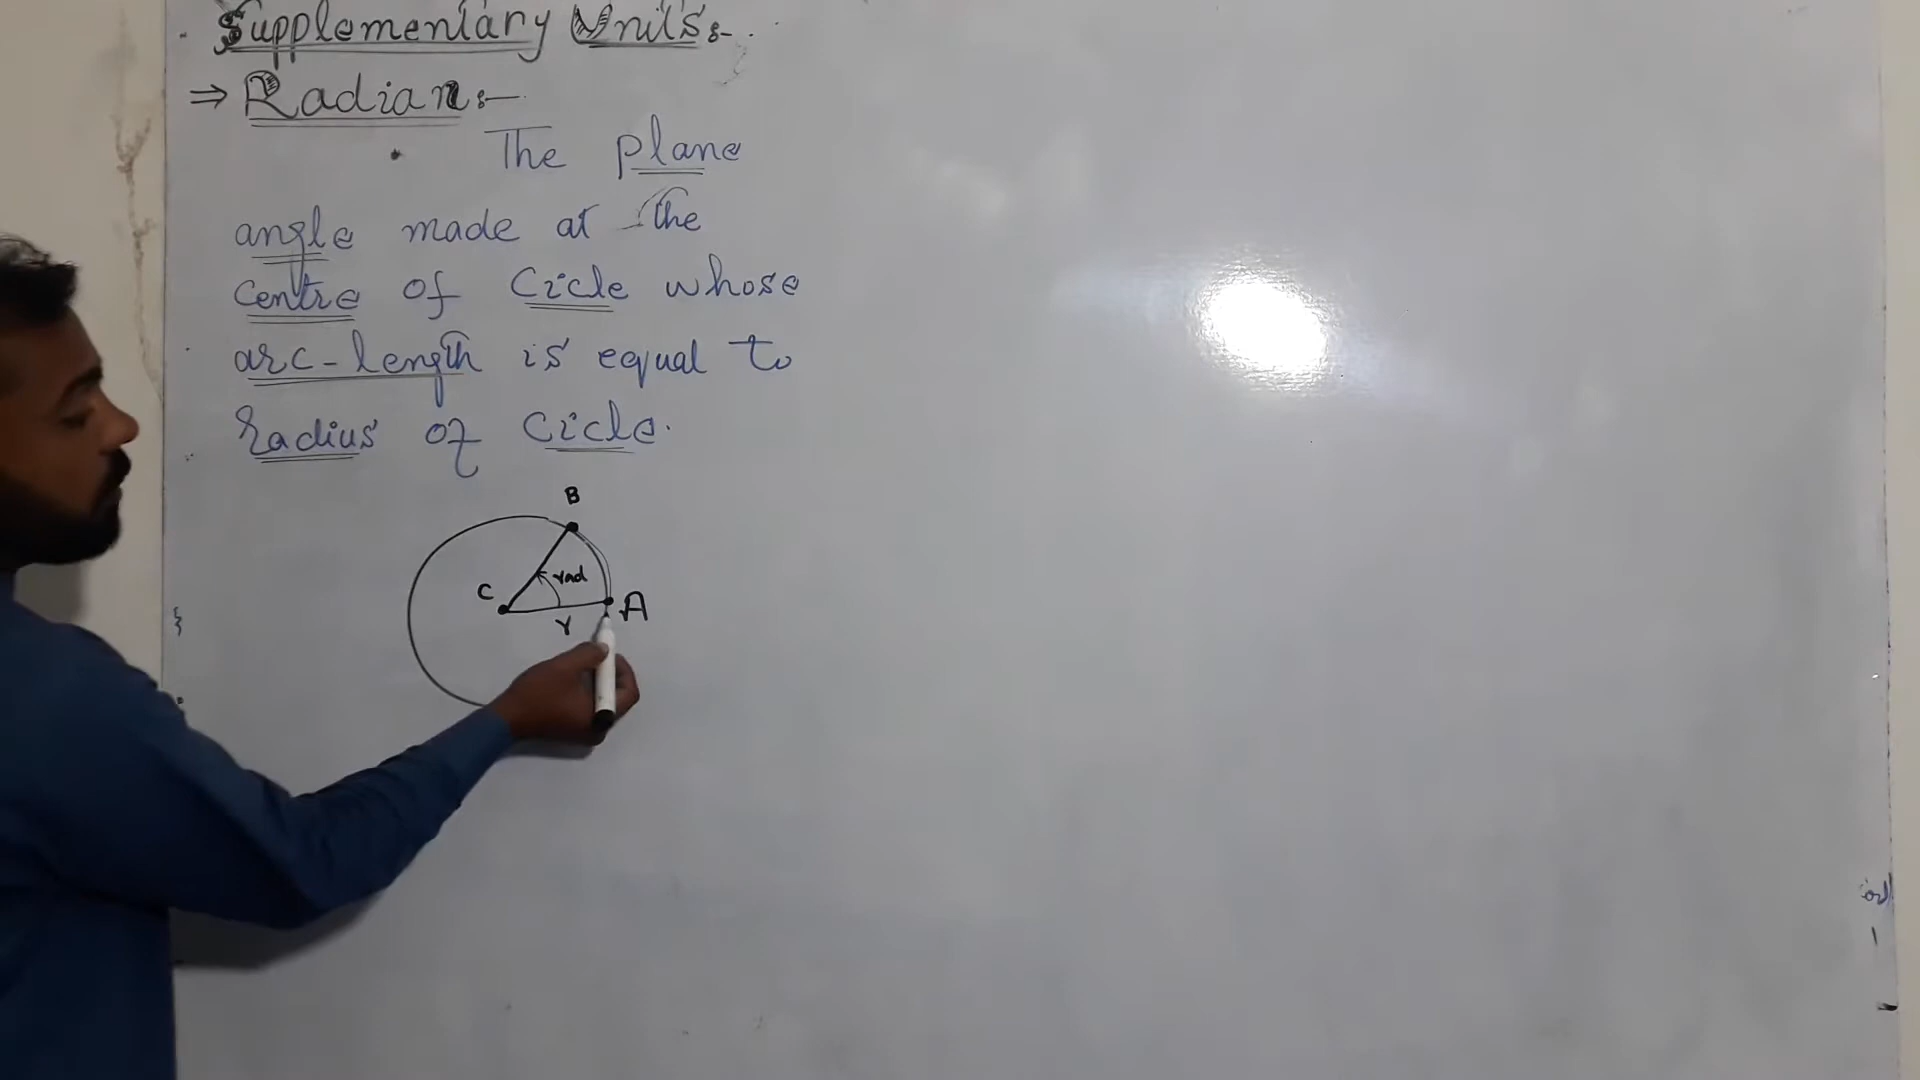 Supplementary Units:-
⇒ Radian:-
The plane
angle made at the
centre of Cicle whose
arc-length is equal to
Radius of Cicle.
B
rad
C
A
r